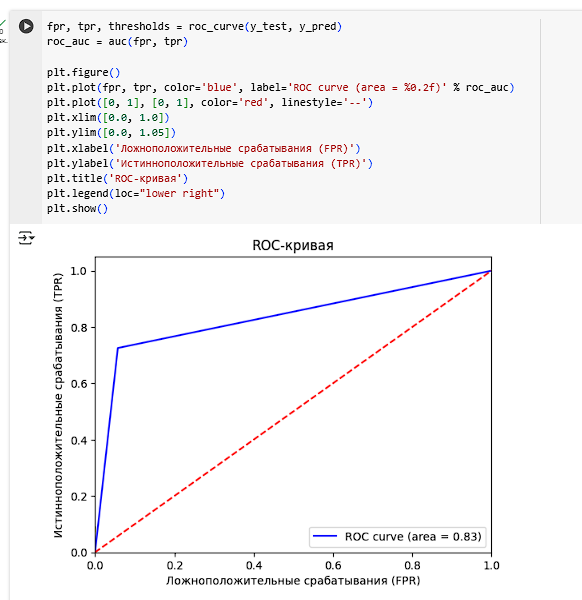 fpr, tpr, thresholds = roc_curve(y_test, y_pred)
roc_auc = auc(fpr, tpr)
plt.figure()
plt.plot(fpr, tpr, color='blue', label='ROC curve (area = %0.2f)' % roc_auc)
plt.plot([0, 1], [0, 1], color='red', linestyle='--')
plt.xlim([0.0, 1.0])
plt.ylim([0.0, 1.05])
plt.xlabel('Ложноположительные срабатывания (FPR)')
plt.ylabel('Истинноположительные срабатывания (TPR)')
plt.title('ROC-кривая')
plt.legend(loc="lower right")
plt.show()
ROC-кривая
Истинноположительные срабатывания (TPR)
1.0
0.8
0.6
0.4
0.2
0.0
ROC curve (area = 0.83)
0.0 0.2 0.4 0.6 0.8 1.0
Ложноположительные срабатывания (FPR)